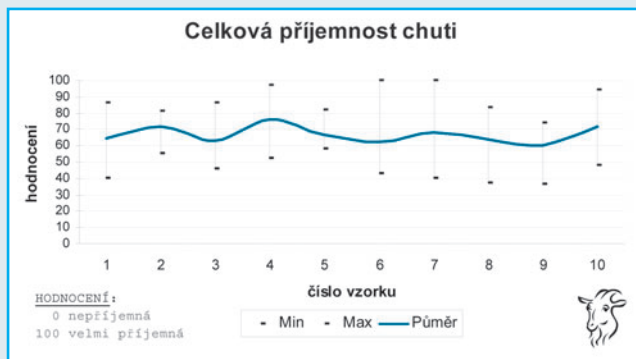 Celková příjemnost chuti
hodnocení
100
90
80
70
60
50
40
30
20
10
0
1 2 3 4 5 6 7 8 9 10
číslo vzorku
HODNOCENÍ:
0 nepříjemná
100 velmi příjemná
Min Max Půměr